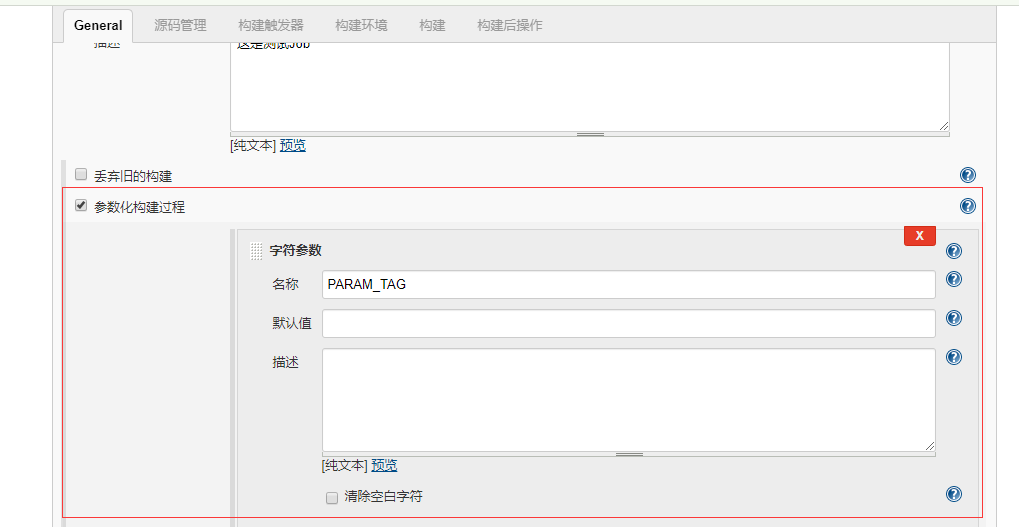 General 源码管理 构建触发器 构建环境 构建 构建后操作
描述 这是测试Job
[纯文本] 预览
丢弃旧的构建
参数化构建过程
X
字符参数
名称 PARAM_TAG
默认值
描述
[纯文本] 预览
清除空白字符